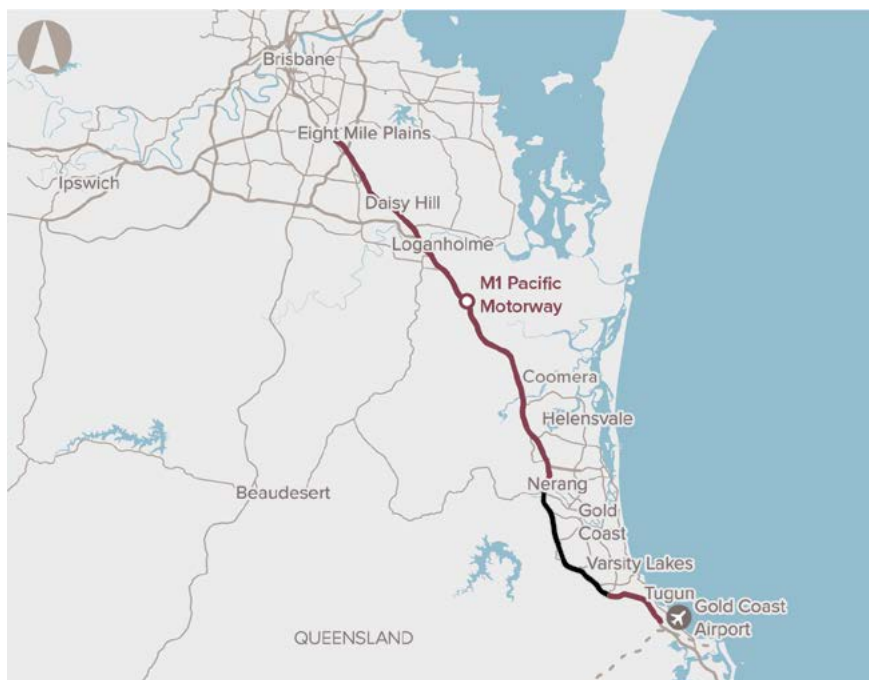 Brisbane
Eight Mile Plains
Ipswich
Daisy Hill
Loganholme
M1 Pacific
Motorway
Coomera
Helensvale
Nerang
Beaudesert
Gold
Coast
Varsity Lakes
Tugun
Gold Coast
Airport
QUEENSLAND